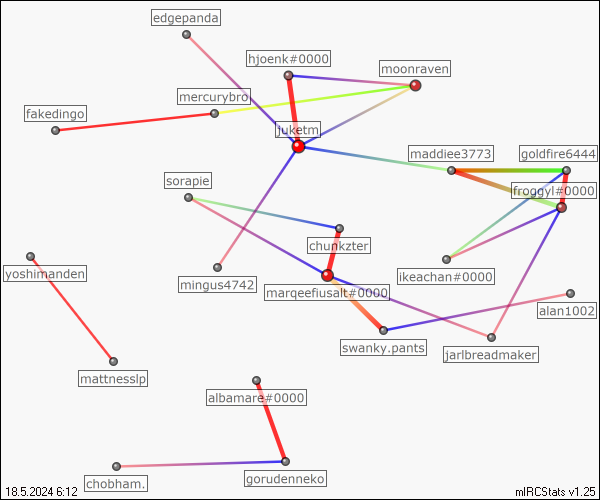 edgepanda
hjoenk#0000
moonraven
mercurybro
fakedingo
juketm
maddiee3773
goldfire6444
sorapie
froggyl#0000
chunkzter
yoshimanden
mingus4742
ikeachan#0000
marqeefiusalt#0000
alan1002
swanky.pants
jarlbreadmaker
mattnesslp
albamare#0000
chobham.
gorudenneko
18.5.2024 6:12
mIRCStats v1.25